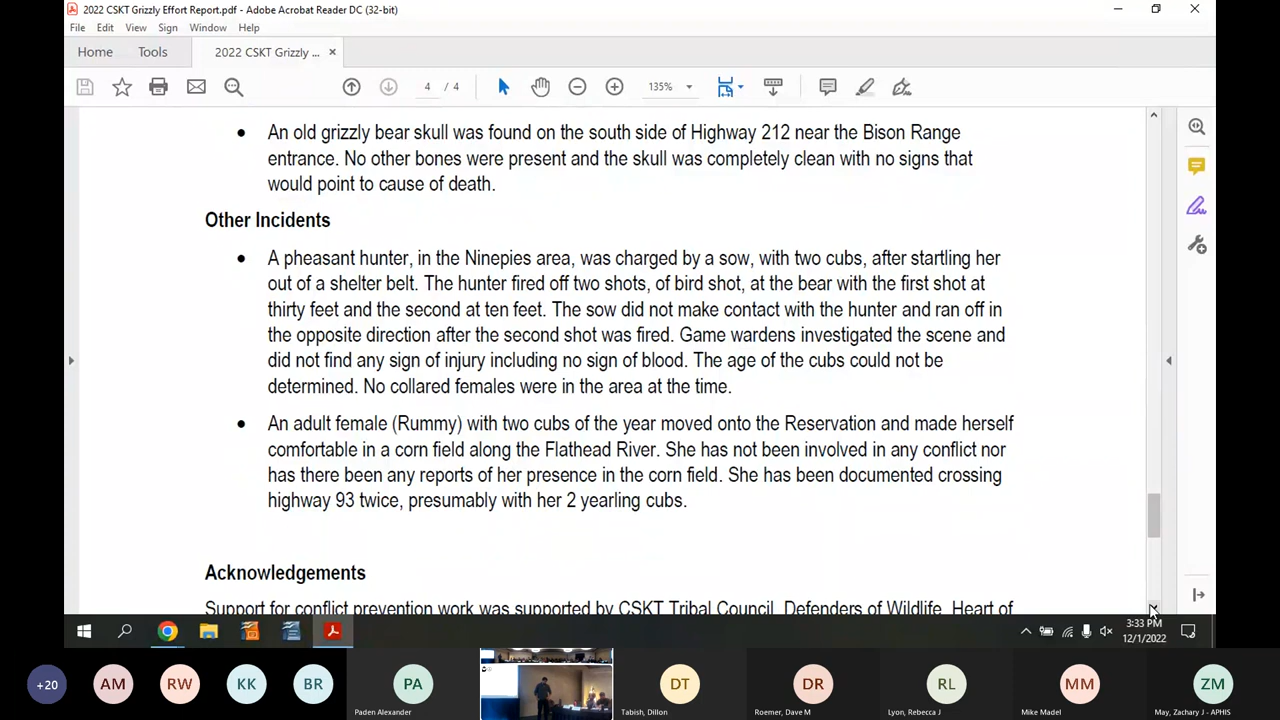 2022 CSKT Grizzly Effort Report.pdf - Adobe Acrobat Reader DC (32-bit)
File Edit View Sign Window Help
Home Tools 2022 CSKT Grizzly ... ×
4 / 4 135%
• An old grizzly bear skull was found on the south side of Highway 212 near the Bison Range
entrance. No other bones were present and the skull was completely clean with no signs that
would point to cause of death.
Other Incidents
• A pheasant hunter, in the Ninepies area, was charged by a sow, with two cubs, after startling her
out of a shelter belt. The hunter fired off two shots, of bird shot, at the bear with the first shot at
thirty feet and the second at ten feet. The sow did not make contact with the hunter and ran off in
the opposite direction after the second shot was fired. Game wardens investigated the scene and
did not find any sign of injury including no sign of blood. The age of the cubs could not be
determined. No collared females were in the area at the time.
• An adult female (Rummy) with two cubs of the year moved onto the Reservation and made herself
comfortable in a corn field along the Flathead River. She has not been involved in any conflict nor
has there been any reports of her presence in the corn field. She has been documented crossing
highway 93 twice, presumably with her 2 yearling cubs.
Acknowledgements
Support for conflict prevention work was supported by CSKT Tribal Council, Defenders of Wildlife, Heart of
3:33 PM
12/1/2022
+20 AM RW KK BR PA DT DR RL MM ZM
Paden Alexander Tabish, Dillon Roemer, Dave M Lyon, Rebecca J Mike Madel May, Zachary J - APHIS